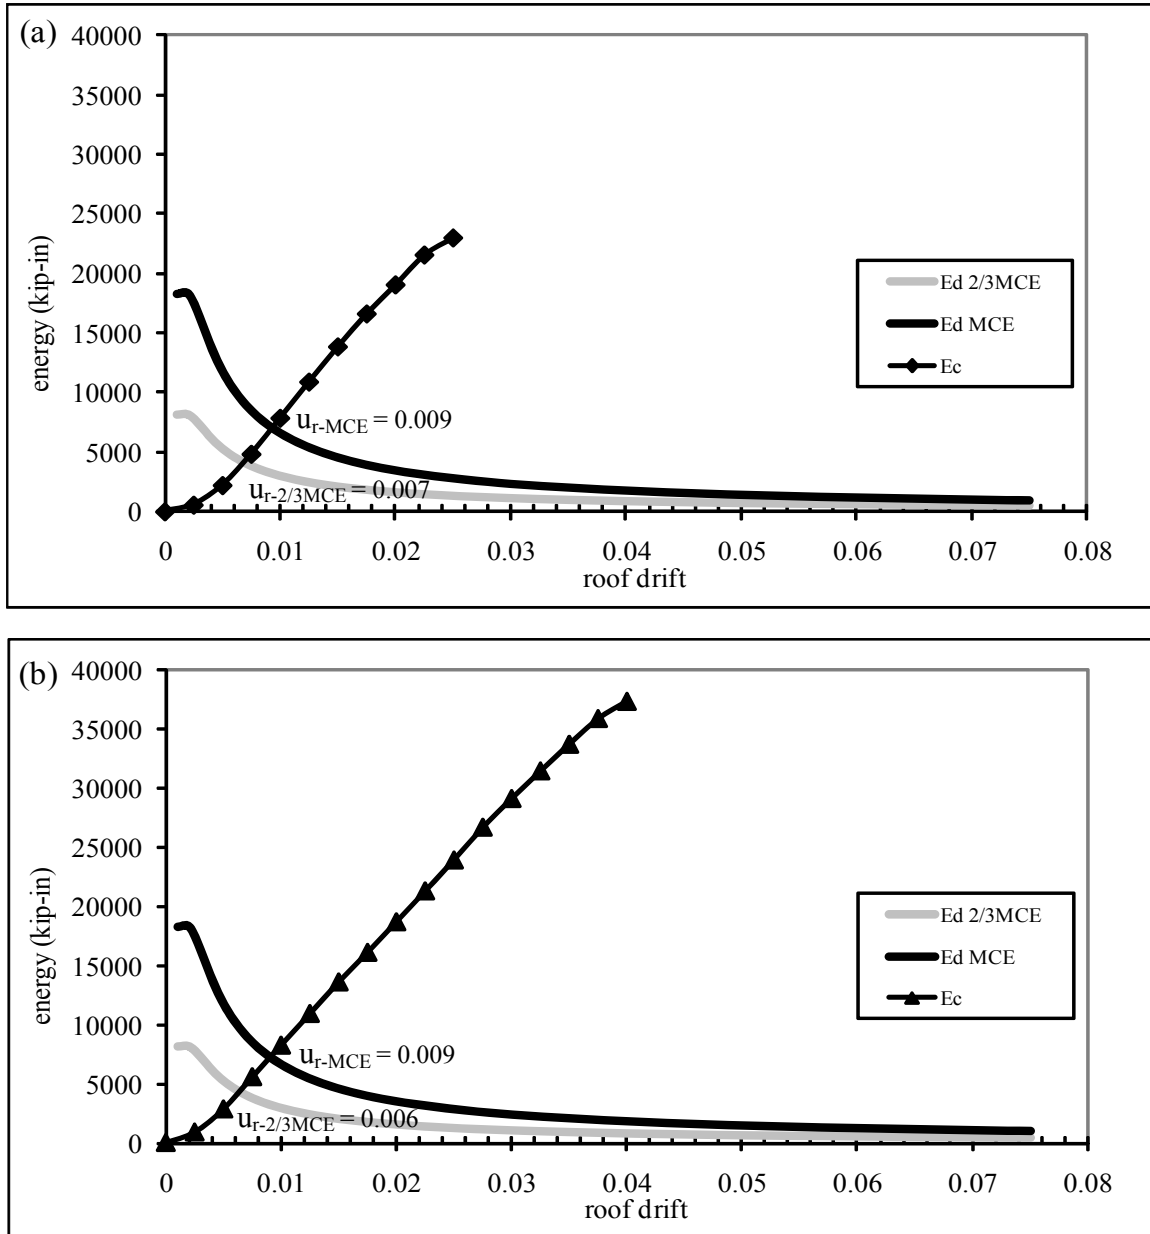 (a)
40000
35000
30000
25000
20000
15000
10000
5000
0
energy (kip-in)
u_r-MCE = 0.009
u_r-2/3MCE = 0.007
Ed 2/3MCE
Ed MCE
Ec
0 0.01 0.02 0.03 0.04 0.05 0.06 0.07 0.08
roof drift
(b)
40000
35000
30000
25000
20000
15000
10000
5000
0
energy (kip-in)
u_r-MCE = 0.009
u_r-2/3MCE = 0.006
Ed 2/3MCE
Ed MCE
Ec
0 0.01 0.02 0.03 0.04 0.05 0.06 0.07 0.08
roof drift